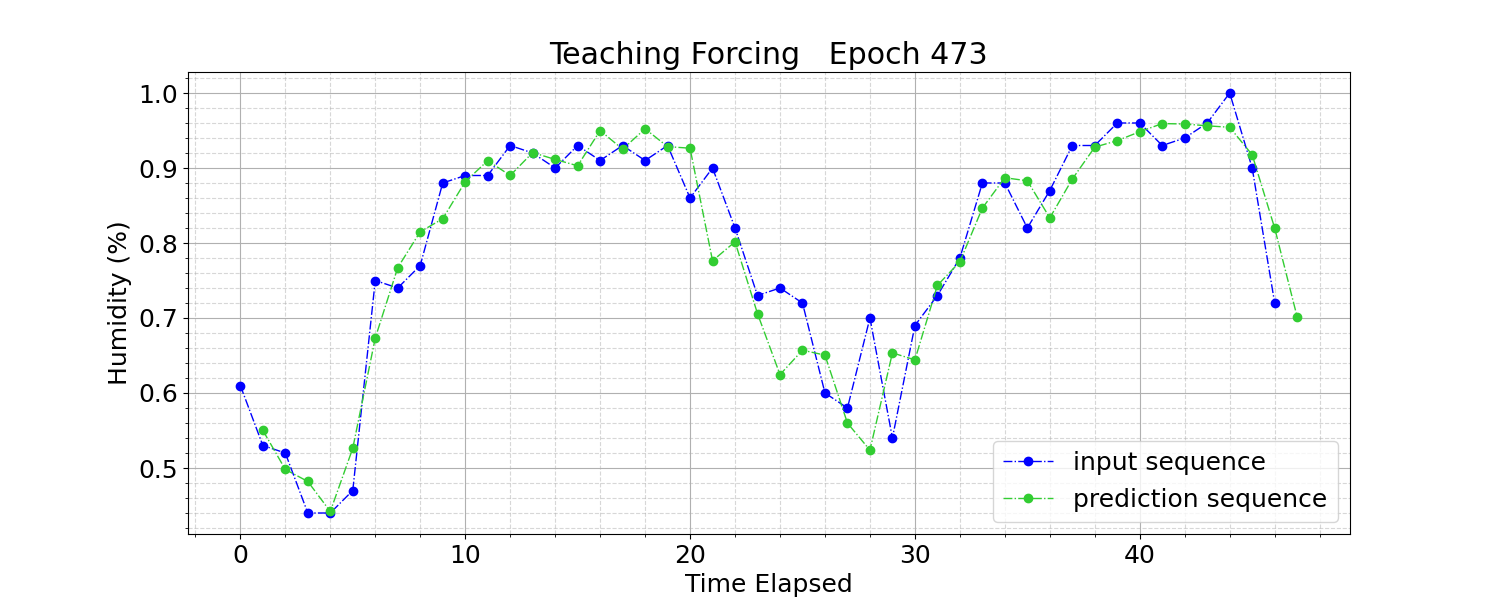 Teaching Forcing   Epoch 473
Humidity (%)
1.0
0.9
0.8
0.7
0.6
0.5
0 10 20 30 40
Time Elapsed
input sequence
prediction sequence